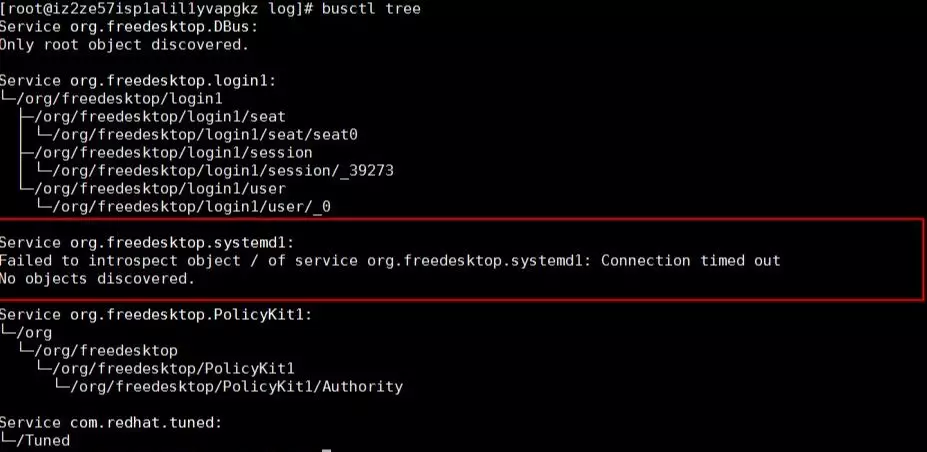 [root@iz2ze57isp1alil1yvapgkz log]# busctl tree
Service org.freedesktop.DBus:
Only root object discovered.

Service org.freedesktop.login1:
└─/org/freedesktop/login1
  ├─/org/freedesktop/login1/seat
  │ └─/org/freedesktop/login1/seat/seat0
  ├─/org/freedesktop/login1/session
  │ └─/org/freedesktop/login1/session/_39273
  └─/org/freedesktop/login1/user
    └─/org/freedesktop/login1/user/_0

Service org.freedesktop.systemd1:
Failed to introspect object / of service org.freedesktop.systemd1: Connection timed out
No objects discovered.

Service org.freedesktop.PolicyKit1:
└─/org
  └─/org/freedesktop
    └─/org/freedesktop/PolicyKit1
      └─/org/freedesktop/PolicyKit1/Authority

Service com.redhat.tuned:
└─/Tuned